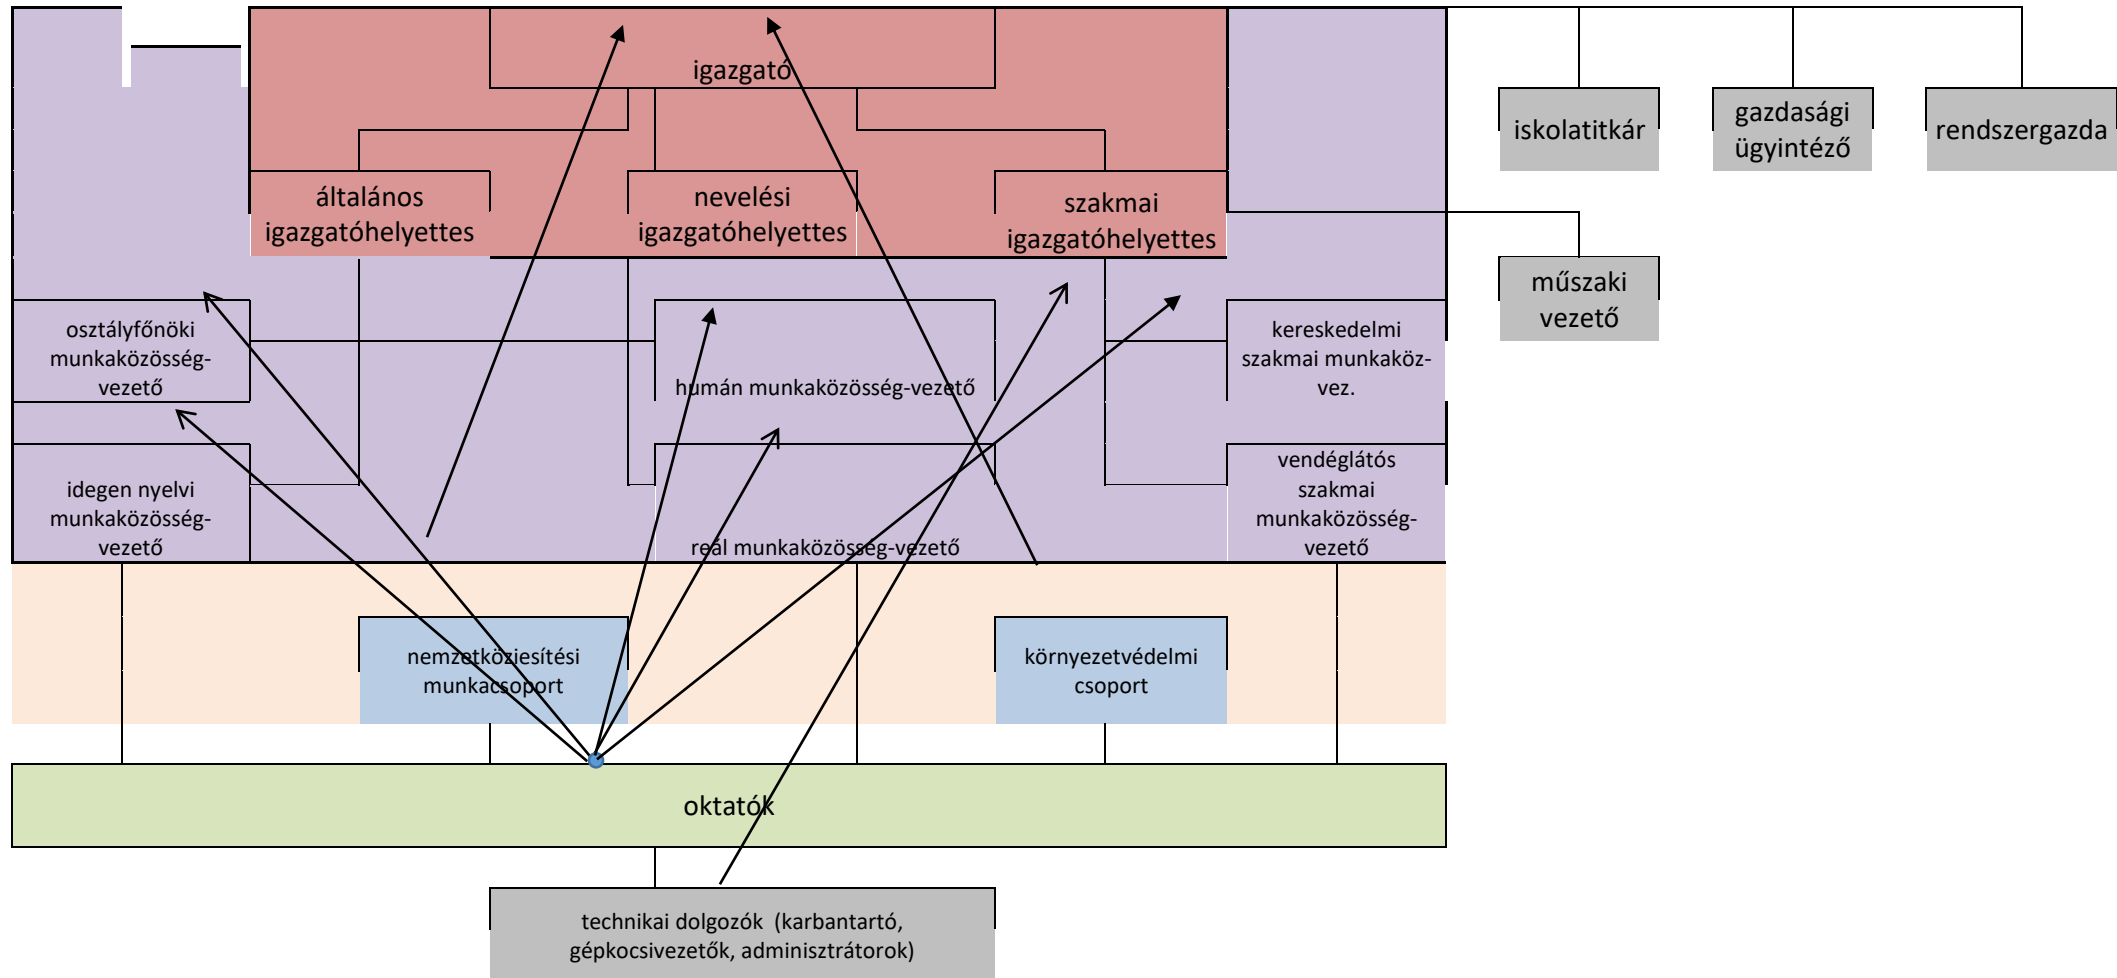 igazgató
iskolatitkár
gazdasági
ügyintéző
rendszergazda
általános
igazgatóhelyettes
nevelési
igazgatóhelyettes
szakmai
igazgatóhelyettes
műszaki
vezető
osztályfőnöki
munkaközösség-
vezető
humán munkaközösség-vezető
kereskedelmi
szakmai munkaköz-
vez.
idegen nyelvi
munkaközösség-
vezető
reál munkaközösség-vezető
vendéglátós
szakmai
munkaközösség-
vezető
nemzetköziesítési
munkacsoport
környezetvédelmi
csoport
oktatók
technikai dolgozók  (karbantartó,
gépkocsivezetők, adminisztrátorok)